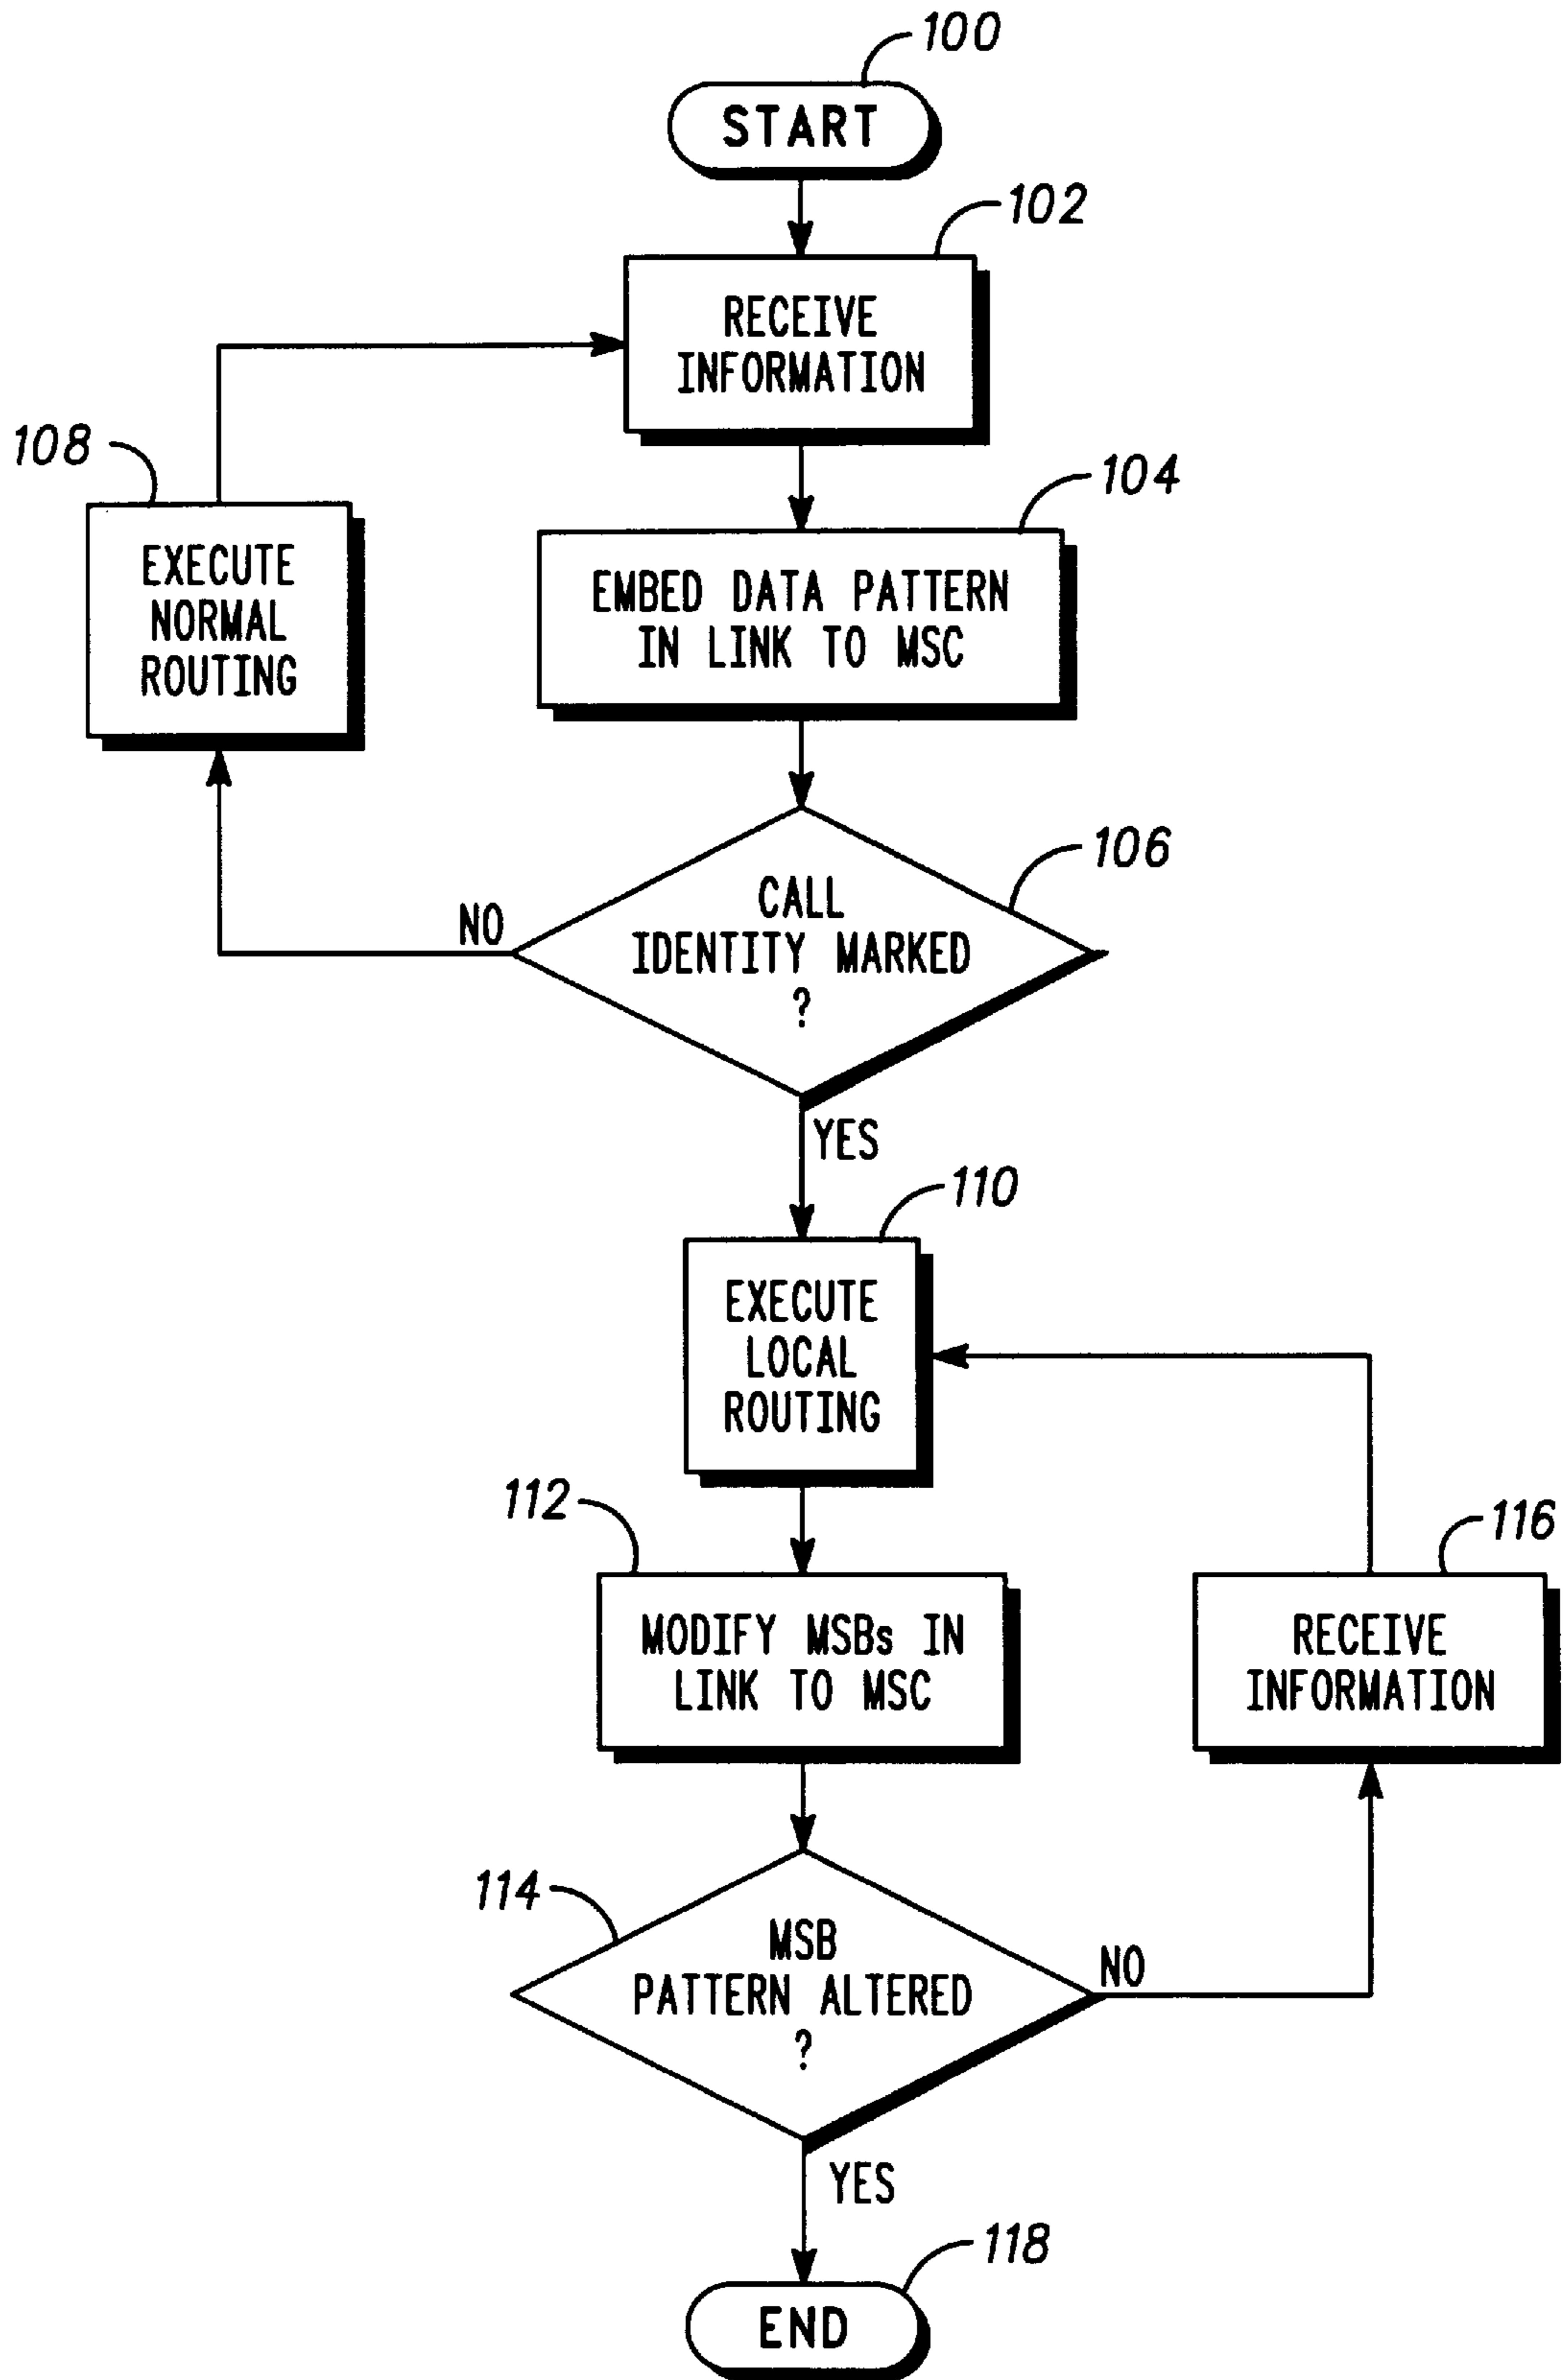 100
START
102
RECEIVE
INFORMATION
108
104
EXECUTE
NORMAL
ROUTING
EMBED DATA PATTERN
IN LINK TO MSC
106
CALL
IDENTITY MARKED
?
NO
YES
110
EXECUTE
LOCAL
ROUTING
112
116
MODIFY MSBs IN
LINK TO MSC
RECEIVE
INFORMATION
114
MSB
PATTERN ALTERED
?
NO
YES
118
END